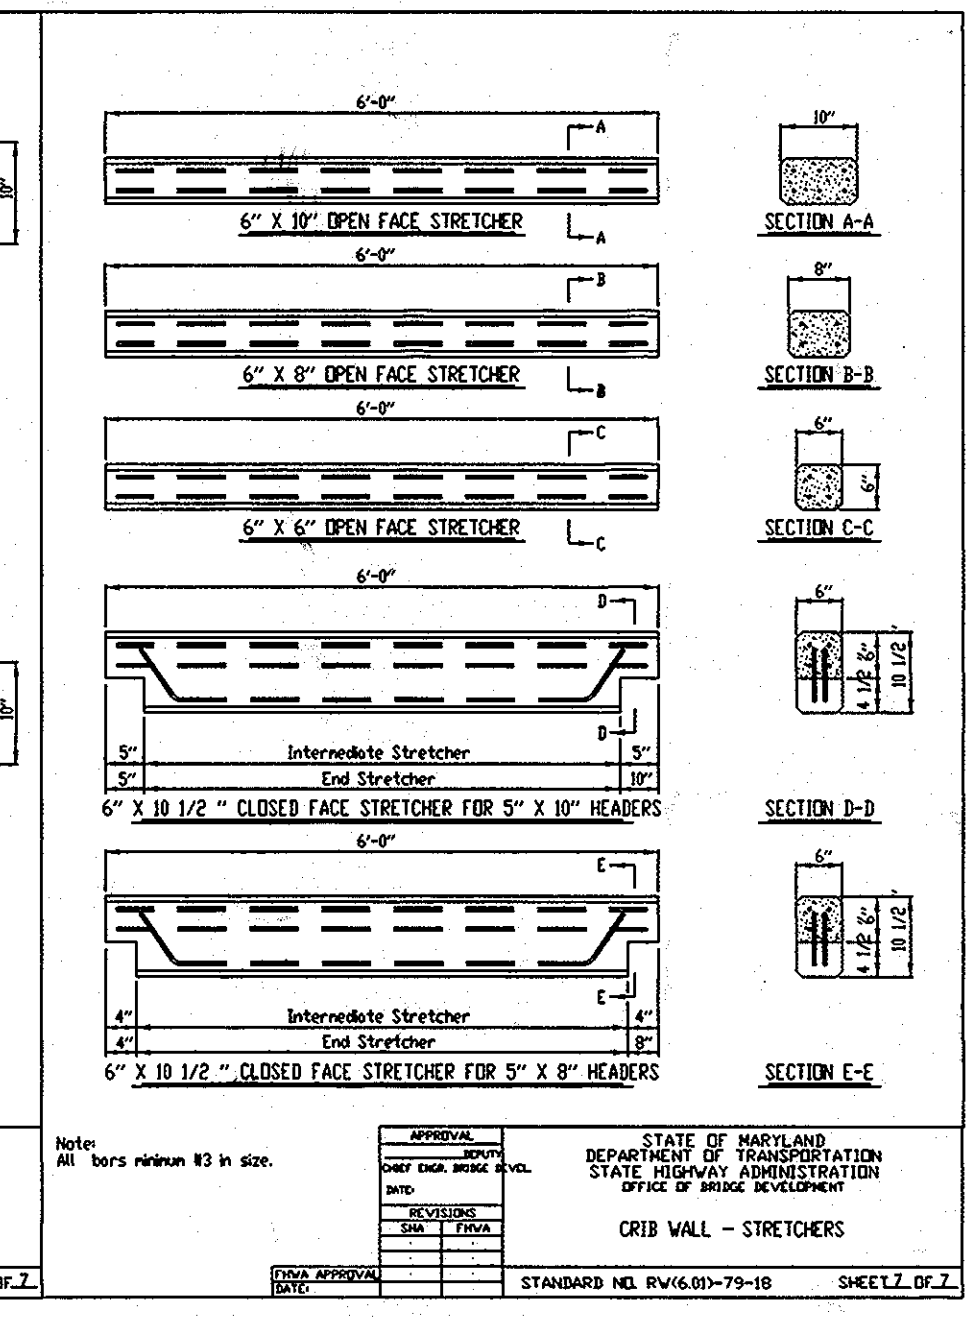 6'-0"
A
10"
10"
6" X 10" OPEN FACE STRETCHER
A
SECTION A-A
6'-0"
B
8"
6" X 8" OPEN FACE STRETCHER
B
SECTION B-B
6'-0"
C
6"
6"
6" X 6" OPEN FACE STRETCHER
C
SECTION C-C
6'-0"
D
6"
4 1/2 6"
10 1/2"
10"
D
5" Intermediate Stretcher 5"
5" End Stretcher 10"
6" X 10 1/2 " CLOSED FACE STRETCHER FOR 5" X 10" HEADERS
SECTION D-D
6'-0"
E
6"
4 1/2 6"
10 1/2"
E
4" Intermediate Stretcher 4"
4" End Stretcher 8"
6" X 10 1/2 " CLOSED FACE STRETCHER FOR 5" X 8" HEADERS
SECTION E-E
Note:
All bars mininun #3 in size.
APPROVAL
DEPUTY
CHIEF ENGR. BRIDGE DEVEL.
DATE:
REVISIONS
SHA FHWA
FHWA APPROVAL
DATE:
STATE OF MARYLAND
DEPARTMENT OF TRANSPORTATION
STATE HIGHWAY ADMINISTRATION
OFFICE OF BRIDGE DEVELOPMENT
CRIB WALL - STRETCHERS
OF 7
STANDARD NO. RW(6.01)-79-18
SHEET 7 OF 7